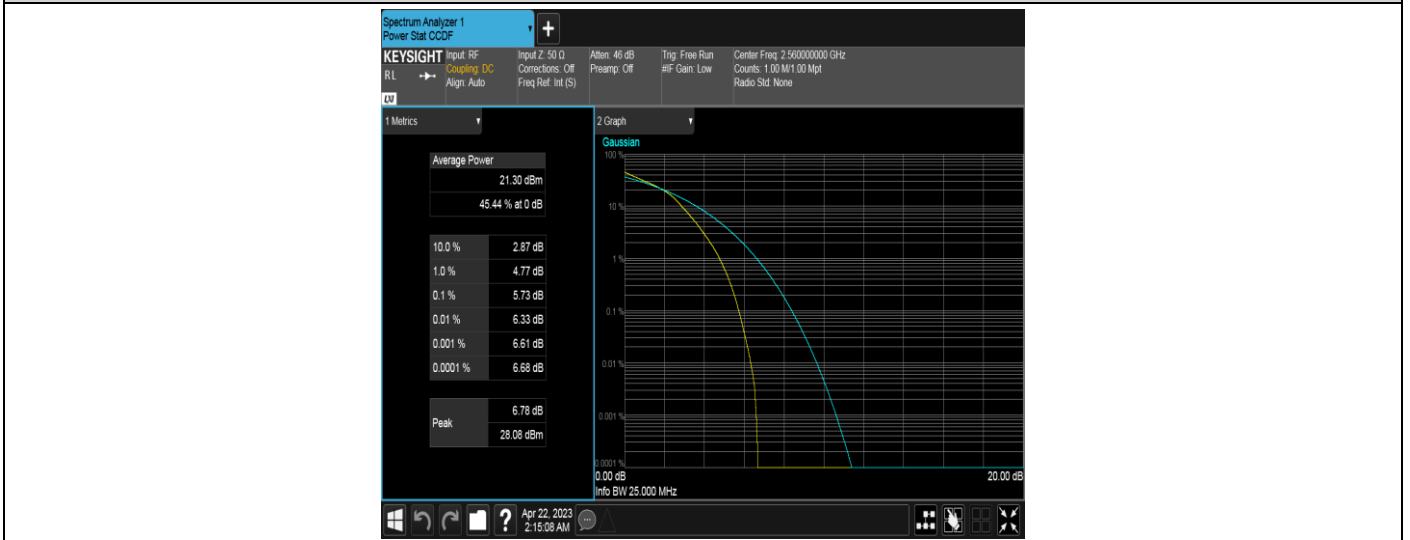 Spectrum Analyzer 1
Power Stat CCDF
+
KEYSIGHT
RL
LXI
Input: RF
Coupling: DC
Align: Auto
Input Z: 50 Ω
Corrections: Off
Freq Ref: Int (S)
Atten: 46 dB
Preamp: Off
Trig: Free Run
#IF Gain: Low
Center Freq: 2.560000000 GHz
Counts: 1.00 M/1.00 Mpt
Radio Std: None
1 Metrics
Average Power
21.30 dBm
45.44 % at 0 dB
10.0 % 2.87 dB
1.0 % 4.77 dB
0.1 % 5.73 dB
0.01 % 6.33 dB
0.001 % 6.61 dB
0.0001 % 6.68 dB
Peak
6.78 dB
28.08 dBm
2 Graph
Gaussian
100 %
10 %
1 %
0.1 %
0.01 %
0.001 %
0.0001 %
0.00 dB 20.00 dB
Info BW 25.000 MHz
?
Apr 22, 2023
2:15:08 AM